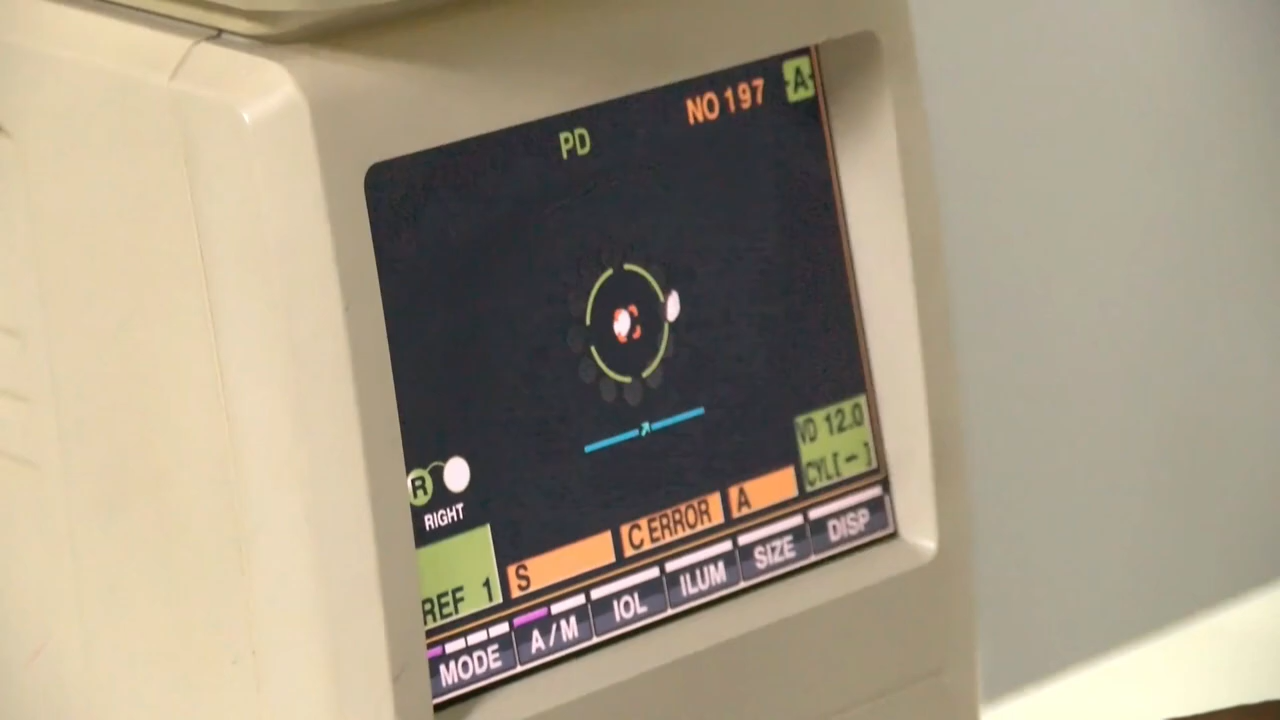 NO 197 A
PD
VD 12.0
CYL[-]
R
RIGHT
REF 1
S C ERROR A
MODE A/M IOL ILUM SIZE DISP